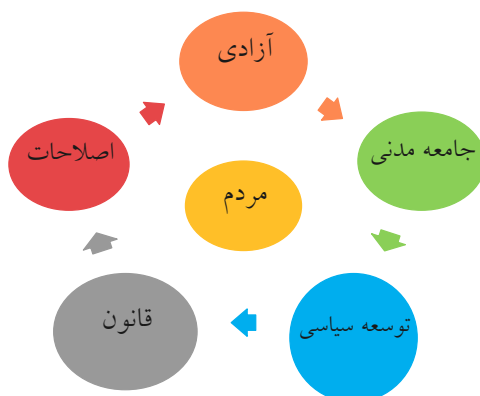 آزادی
جامعه مدنی
اصلاحات
مردم
توسعه سیاسی
قانون